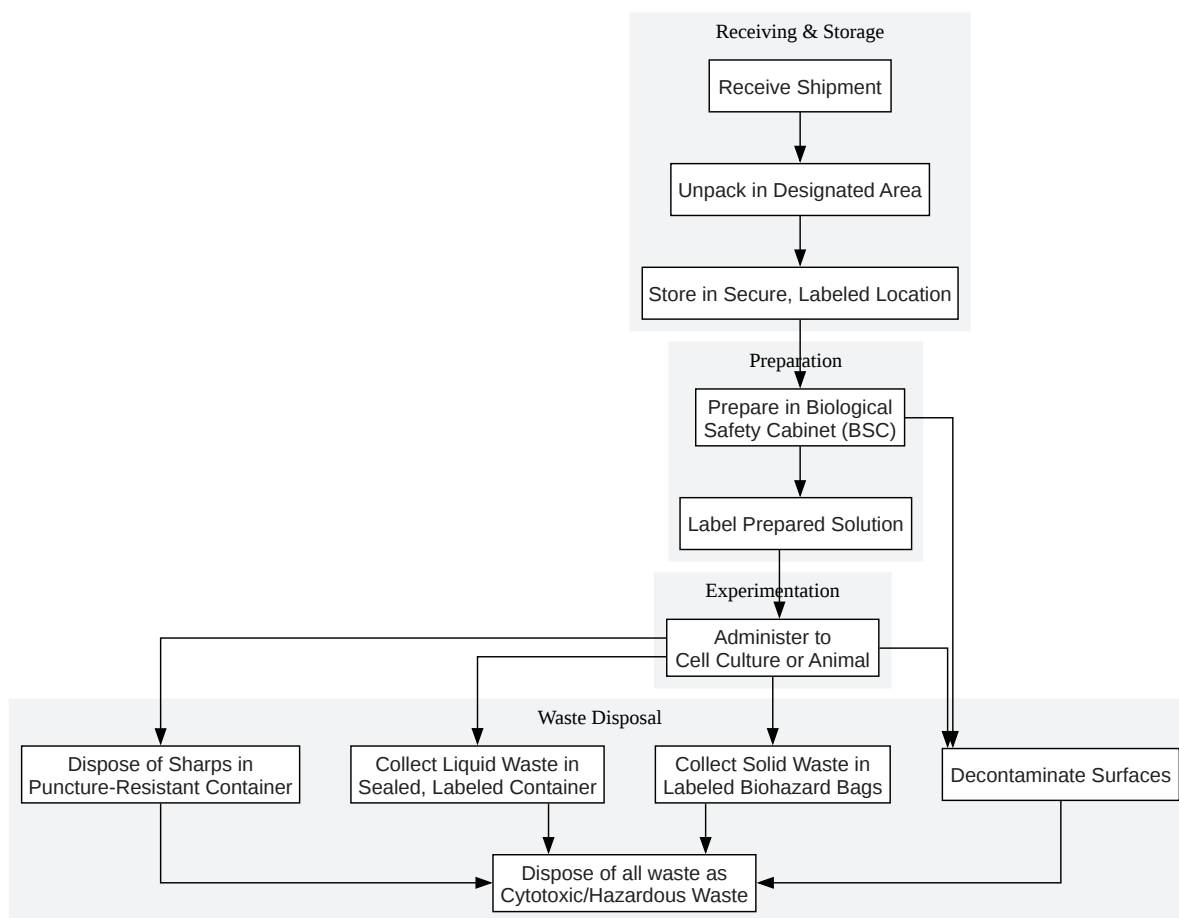 Receiving & Storage
Receive Shipment
Unpack in Designated Area
Store in Secure, Labeled Location
Preparation
Prepare in Biological
Safety Cabinet (BSC)
Label Prepared Solution
Experimentation
Administer to
Cell Culture or Animal
Waste Disposal
Dispose of Sharps in
Puncture-Resistant Container
Collect Liquid Waste in
Sealed, Labeled Container
Collect Solid Waste in
Labeled Biohazard Bags
Decontaminate Surfaces
Dispose of all waste as
Cytotoxic/Hazardous Waste